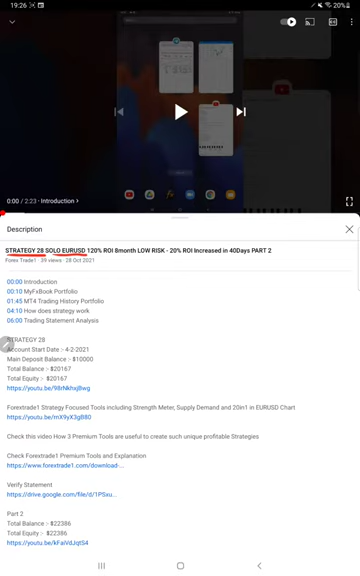 19:26
20%
0:00 / 2:23 · Introduction >
Description
STRATEGY 28 SOLO EURUSD 120% ROI 8month LOW RISK - 20% ROI Increased in 40Days PART 2
Forex Trade1 · 39 views · 28 Oct 2021
00:00 Introduction
00:10 MyFxBook Portfolio
01:45 MT4 Trading History Portfolio
04:10 How does strategy work
06:00 Trading Statement Analysis
STRATEGY 28
Account Start Date :- 4-2-2021
Main Deposit Balance :- $10000
Total Balance :- $20167
Total Equity :- $20167
https://youtu.be/98rNkhxjBwg
Forextrade1 Strategy Focused Tools including Strength Meter, Supply Demand and 20in1 in EURUSD Chart
https://youtu.be/mX9yX3gB80
Check this video How 3 Premium Tools are useful to create such unique profitable Strategies
Check Forextrade1 Premium Tools and Explanation
https://www.forextrade1.com/download-...
Verify Statement
https://drive.google.com/file/d/1PSxu...
Part 2
Total Balance :- $22386
Total Equity :- $22386
https://youtu.be/kFaiVdJqtS4